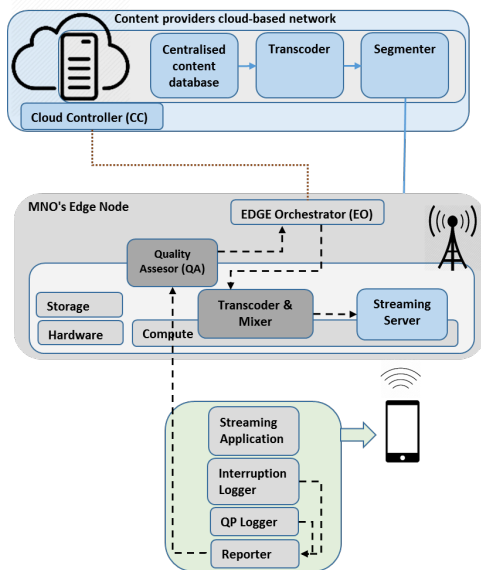 Content providers cloud-based network
Centralised
content
database
Transcoder
Segmenter
Cloud Controller (CC)
MNO's Edge Node
EDGE Orchestrator (EO)
Quality
Assesor (QA)
Storage
Hardware
Transcoder &
Mixer
Compute
Streaming
Server
Streaming
Application
Interruption
Logger
QP Logger
Reporter